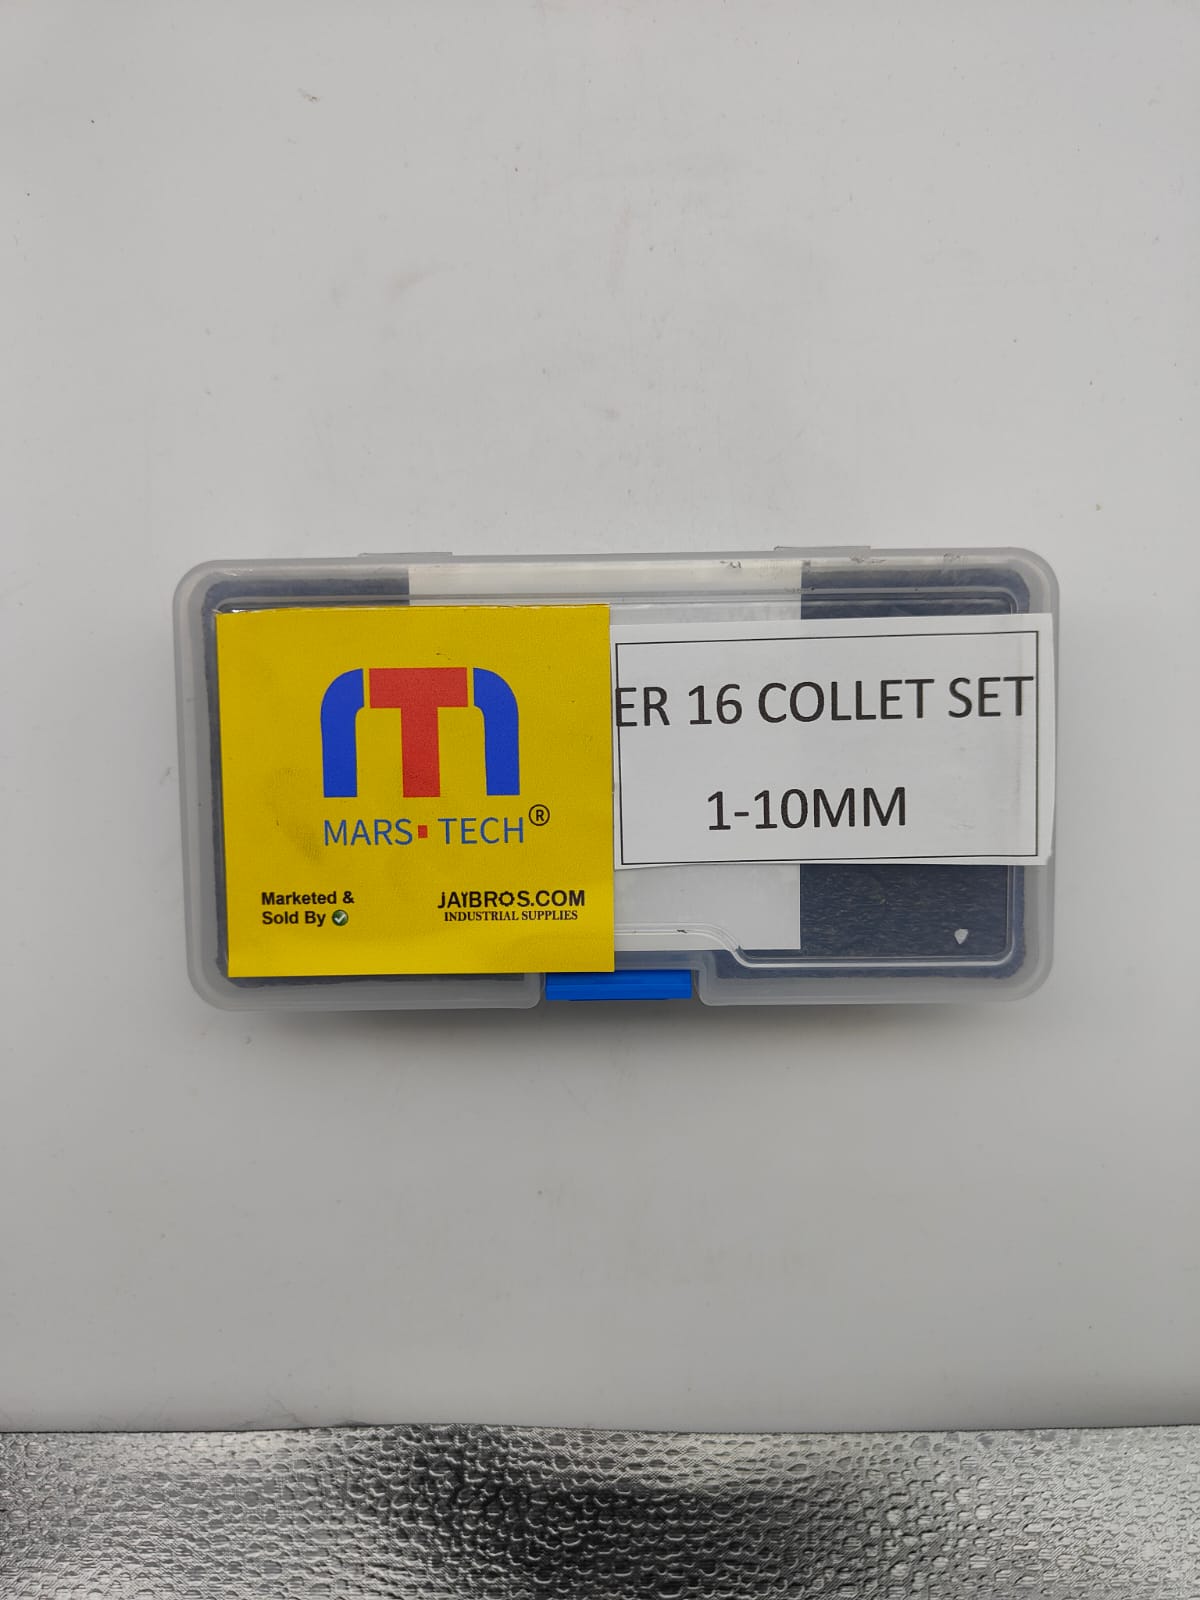 MARS▪TECH®
Marketed &
Sold By
JAYBROS.COM
INDUSTRIAL SUPPLIES
ER 16 COLLET SET
1-10MM